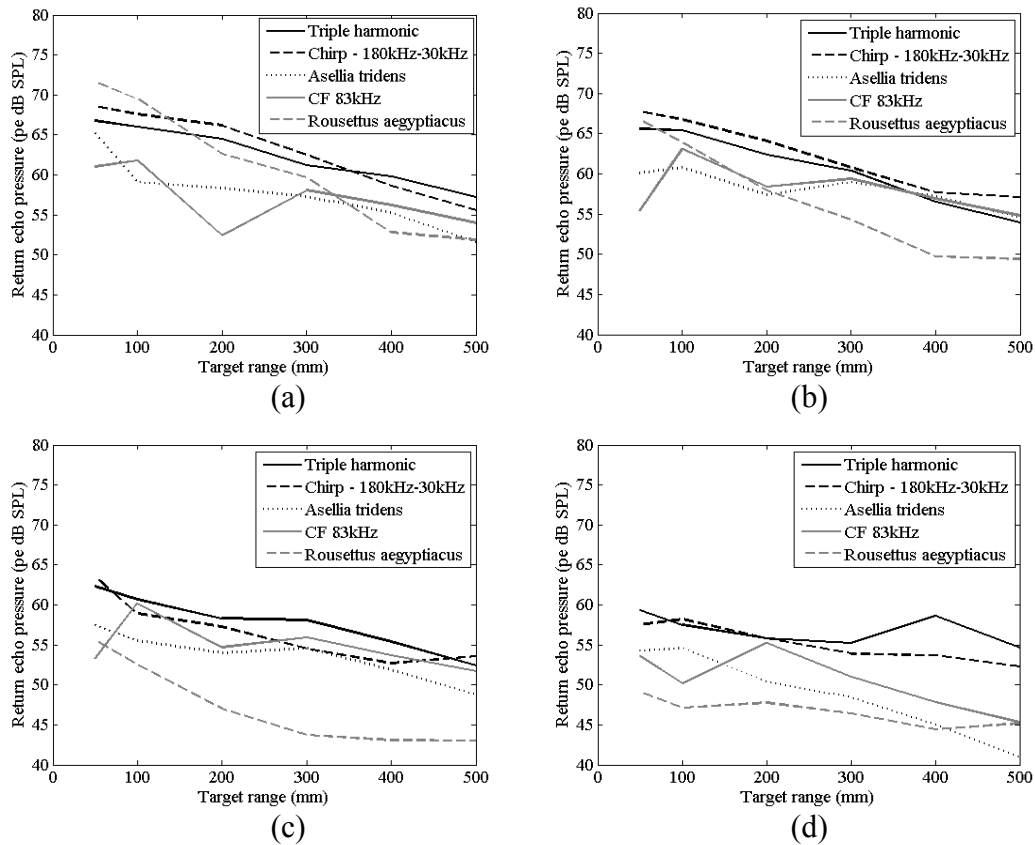 80
75
70
65
60
55
50
45
40
Return echo pressure (pe dB SPL)
Triple harmonic
Chirp - 180kHz-30kHz
Asellia tridens
CF 83kHz
Rousettus aegyptiacus
0 100 200 300 400 500
Target range (mm)
(a)
80
75
70
65
60
55
50
45
40
Return echo pressure (pe dB SPL)
Triple harmonic
Chirp - 180kHz-30kHz
Asellia tridens
CF 83kHz
Rousettus aegyptiacus
0 100 200 300 400 500
Target range (mm)
(b)
80
75
70
65
60
55
50
45
40
Return echo pressure (pe dB SPL)
Triple harmonic
Chirp - 180kHz-30kHz
Asellia tridens
CF 83kHz
Rousettus aegyptiacus
0 100 200 300 400 500
Target range (mm)
(c)
80
75
70
65
60
55
50
45
40
Return echo pressure (pe dB SPL)
Triple harmonic
Chirp - 180kHz-30kHz
Asellia tridens
CF 83kHz
Rousettus aegyptiacus
0 100 200 300 400 500
Target range (mm)
(d)